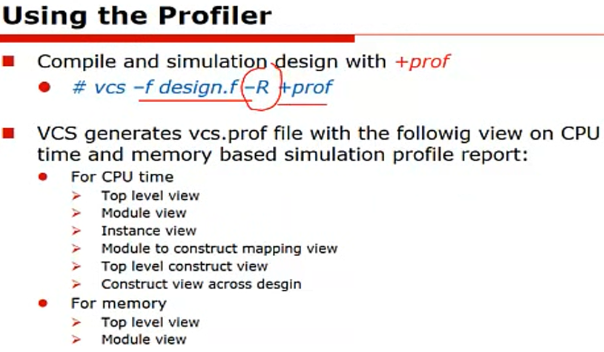 Using the Profiler
Compile and simulation design with +prof
# vcs –f design.f –R +prof
VCS generates vcs.prof file with the followig view on CPU
time and memory based simulation profile report:
For CPU time
Top level view
Module view
Instance view
Module to construct mapping view
Top level construct view
Construct view across desgin
For memory
Top level view
Module view